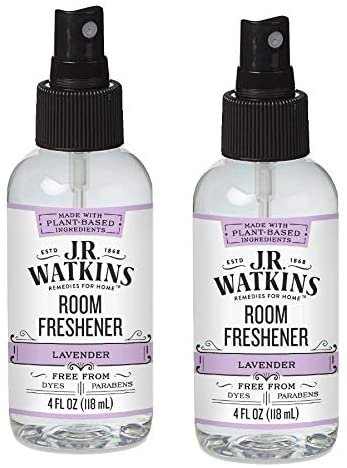 MADE WITH
PLANT-BASED
INGREDIENTS
ESTD 1868
J.R.
WATKINS
REMEDIES FOR HOME™
ROOM
FRESHENER
LAVENDER
FREE FROM
DYES PARABENS
4 FL OZ (118 mL)
MADE WITH
PLANT-BASED
INGREDIENTS
ESTD 1868
J.R.
WATKINS
REMEDIES FOR HOME™
ROOM
FRESHENER
LAVENDER
FREE FROM
DYES PARABENS
4 FL OZ (118 mL)